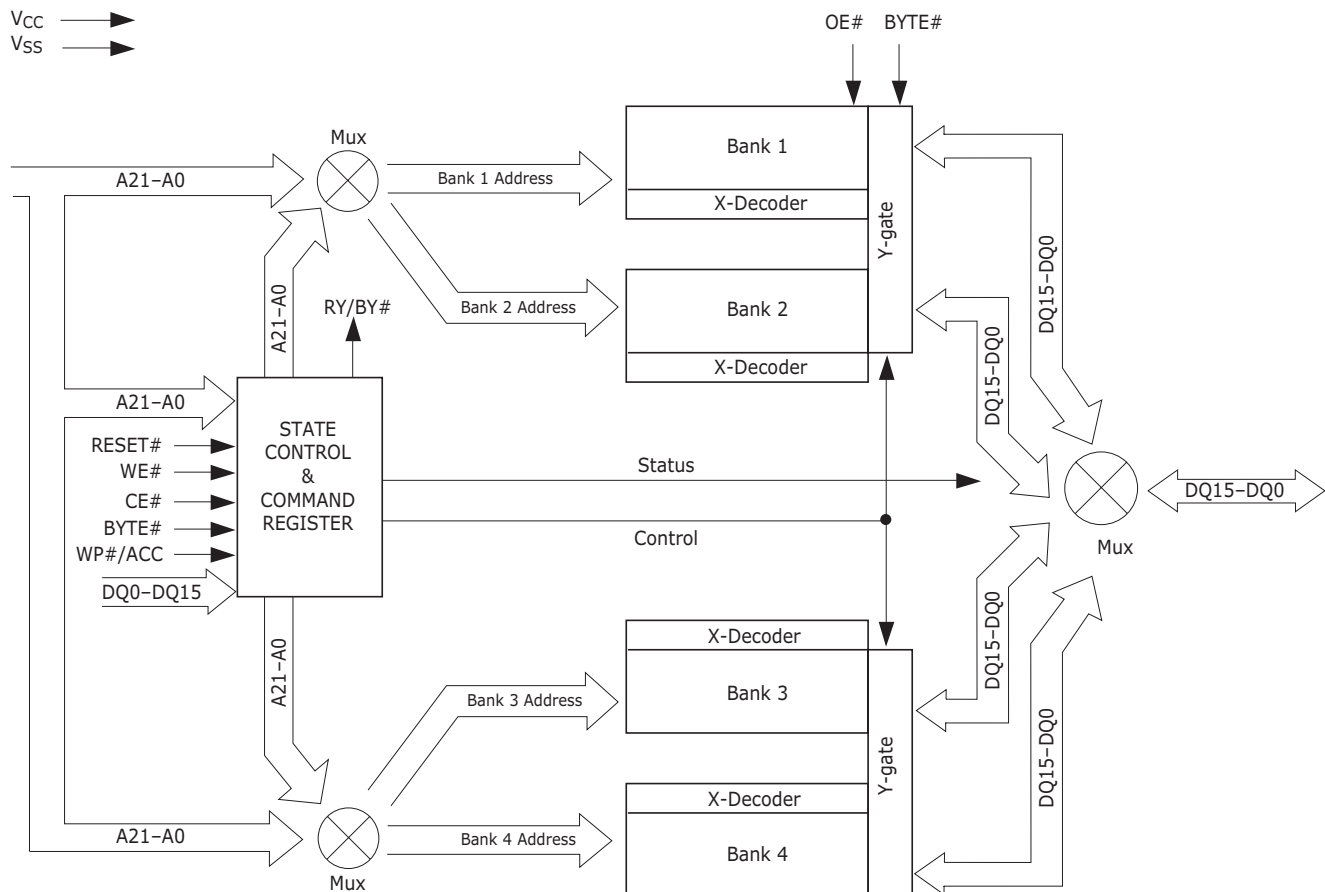 VCC
VSS
OE#
BYTE#
Mux
A21–A0
Bank 1 Address
Bank 1
X-Decoder
Y-gate
DQ15–DQ0
A21–A0
RY/BY#
Bank 2 Address
Bank 2
X-Decoder
DQ15–DQ0
A21–A0
RESET#
WE#
CE#
BYTE#
WP#/ACC
DQ0–DQ15
STATE
CONTROL
&
COMMAND
REGISTER
Status
Control
DQ15–DQ0
Mux
A21–A0
X-Decoder
Bank 3 Address
Bank 3
Y-gate
DQ15–DQ0
DQ15–DQ0
X-Decoder
A21–A0
Bank 4 Address
Bank 4
Mux